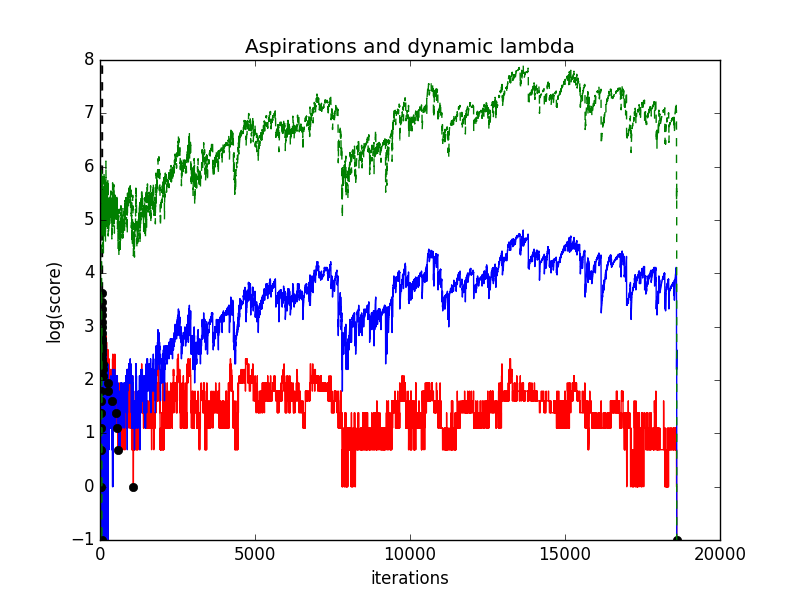 Aspirations and dynamic lambda
8
7
6
5
4
3
2
1
0
−1
log(score)
0 5000 10000 15000 20000
iterations